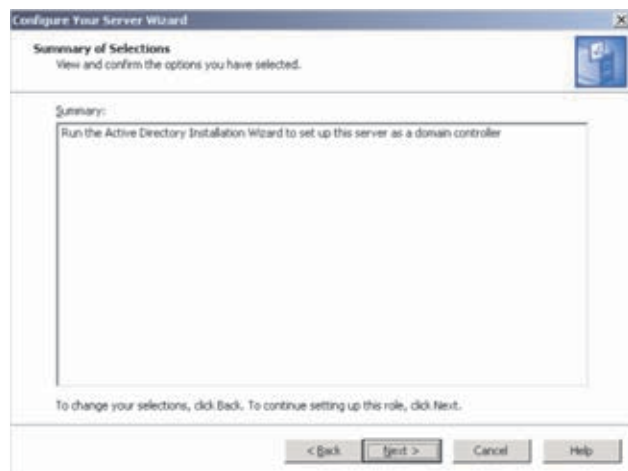 Configure Your Server Wizard
Summary of Selections
View and confirm the options you have selected.
Summary:
Run the Active Directory Installation Wizard to set up this server as a domain controller
To change your selections, click Back. To continue setting up this role, click Next.
< Back
Next >
Cancel
Help